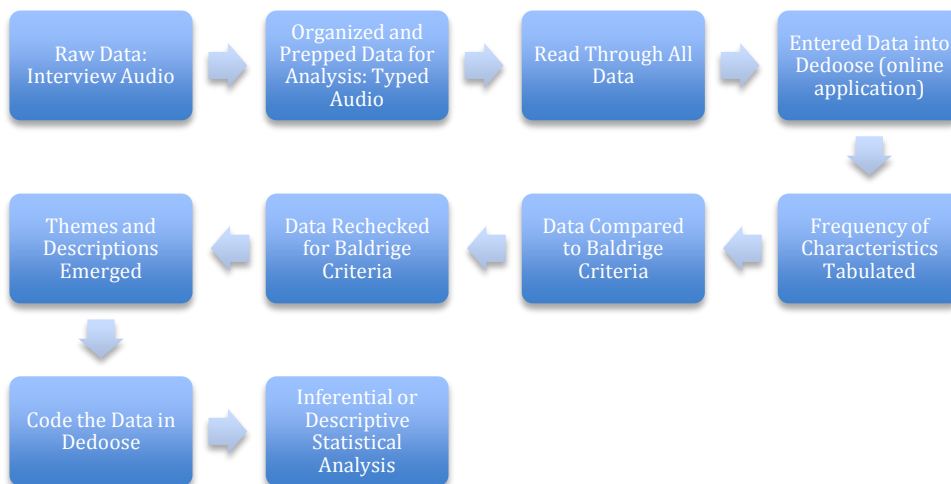 Raw Data:
Interview Audio
Organized and
Prepped Data for
Analysis: Typed
Audio
Read Through All
Data
Entered Data into
Dedoose (online
application)
Frequency of
Characteristics
Tabulated
Data Compared
to Baldrige
Criteria
Data Rechecked
for Baldrige
Criteria
Themes and
Descriptions
Emerged
Code the Data in
Dedoose
Inferential or
Descriptive
Statistical
Analysis